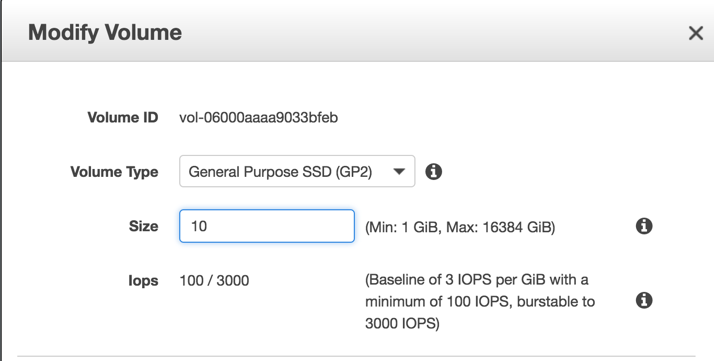 Modify Volume
Volume ID vol-06000aaaa9033bfeb
Volume Type General Purpose SSD (GP2)
Size 10 (Min: 1 GiB, Max: 16384 GiB)
Iops 100 / 3000 (Baseline of 3 IOPS per GiB with a
minimum of 100 IOPS, burstable to
3000 IOPS)